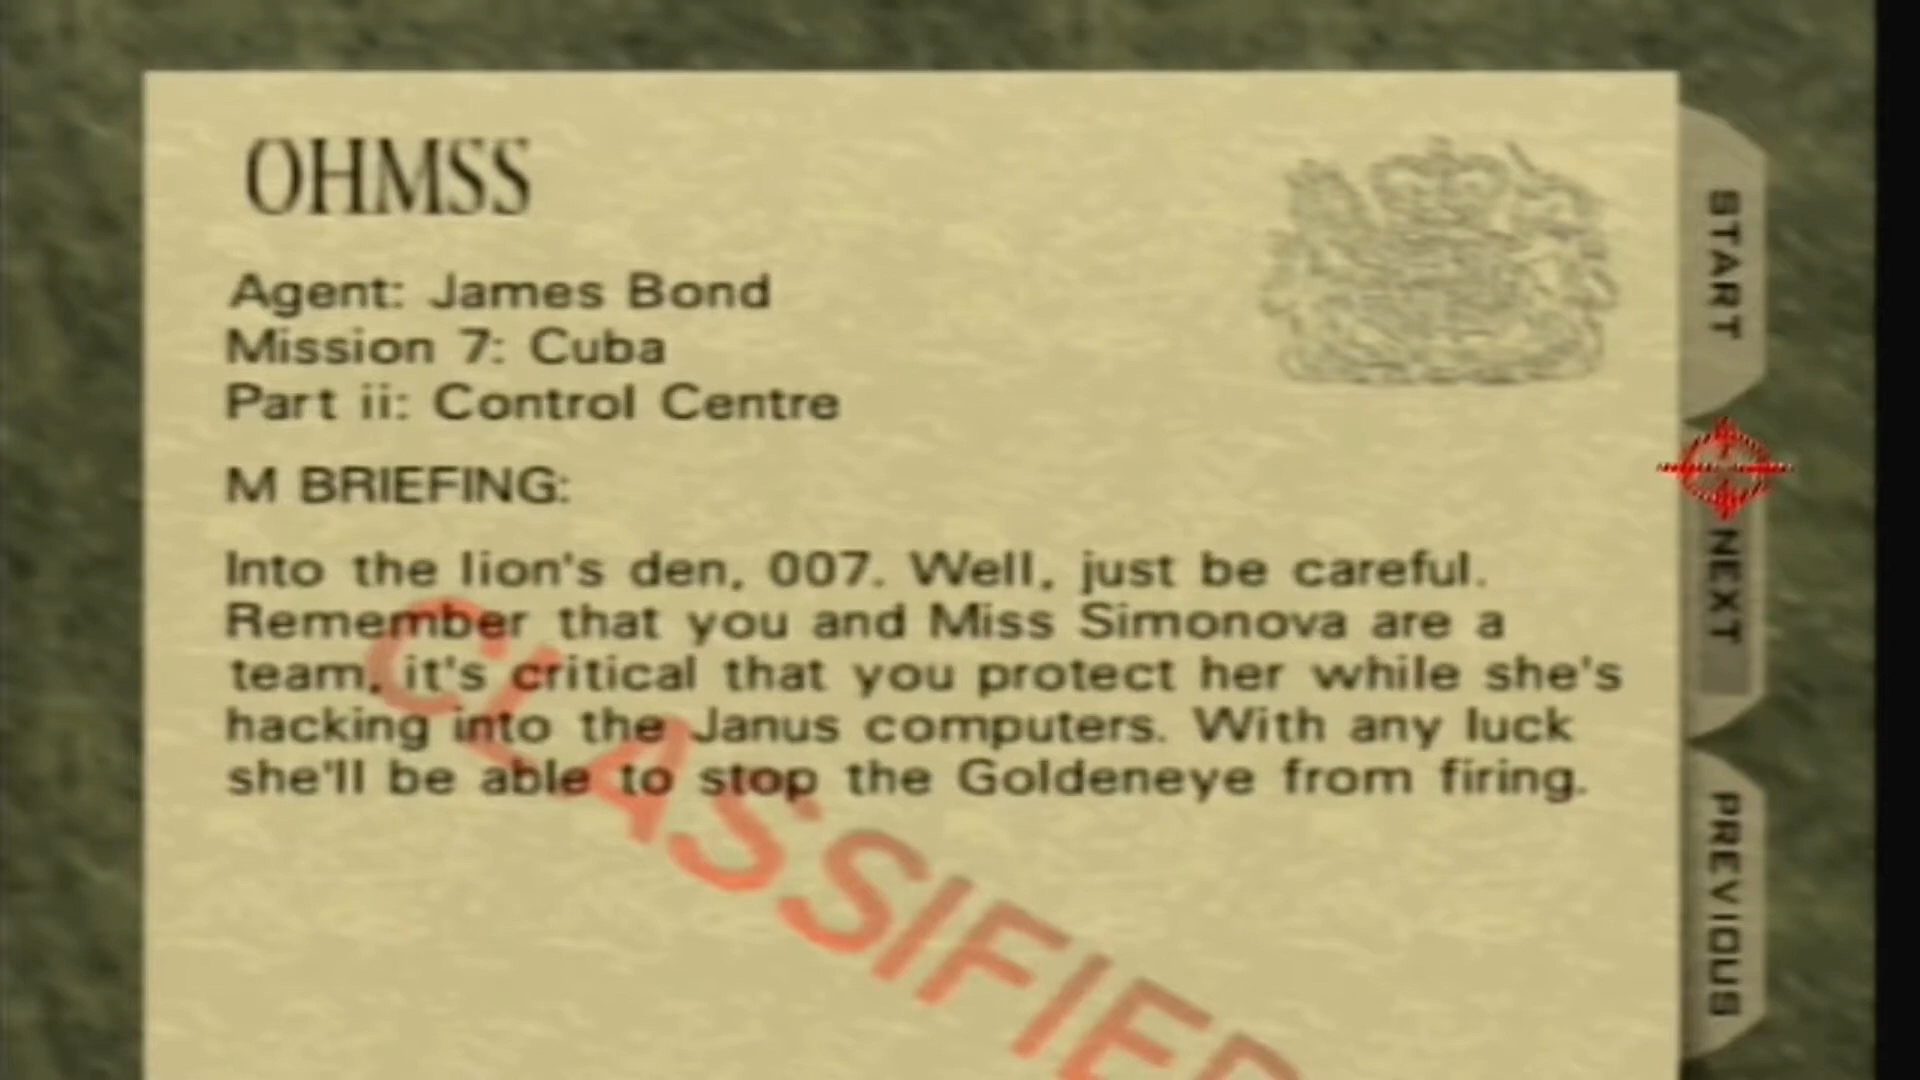 OHMSS
Agent: James Bond
Mission 7: Cuba
Part ii: Control Centre
M BRIEFING:
Into the lion's den, 007. Well, just be careful.
Remember that you and Miss Simonova are a
team, it's critical that you protect her while she's
hacking into the Janus computers. With any luck
she'll be able to stop the Goldeneye from firing.
CLASSIFIED
START
NEXT
PREVIOUS